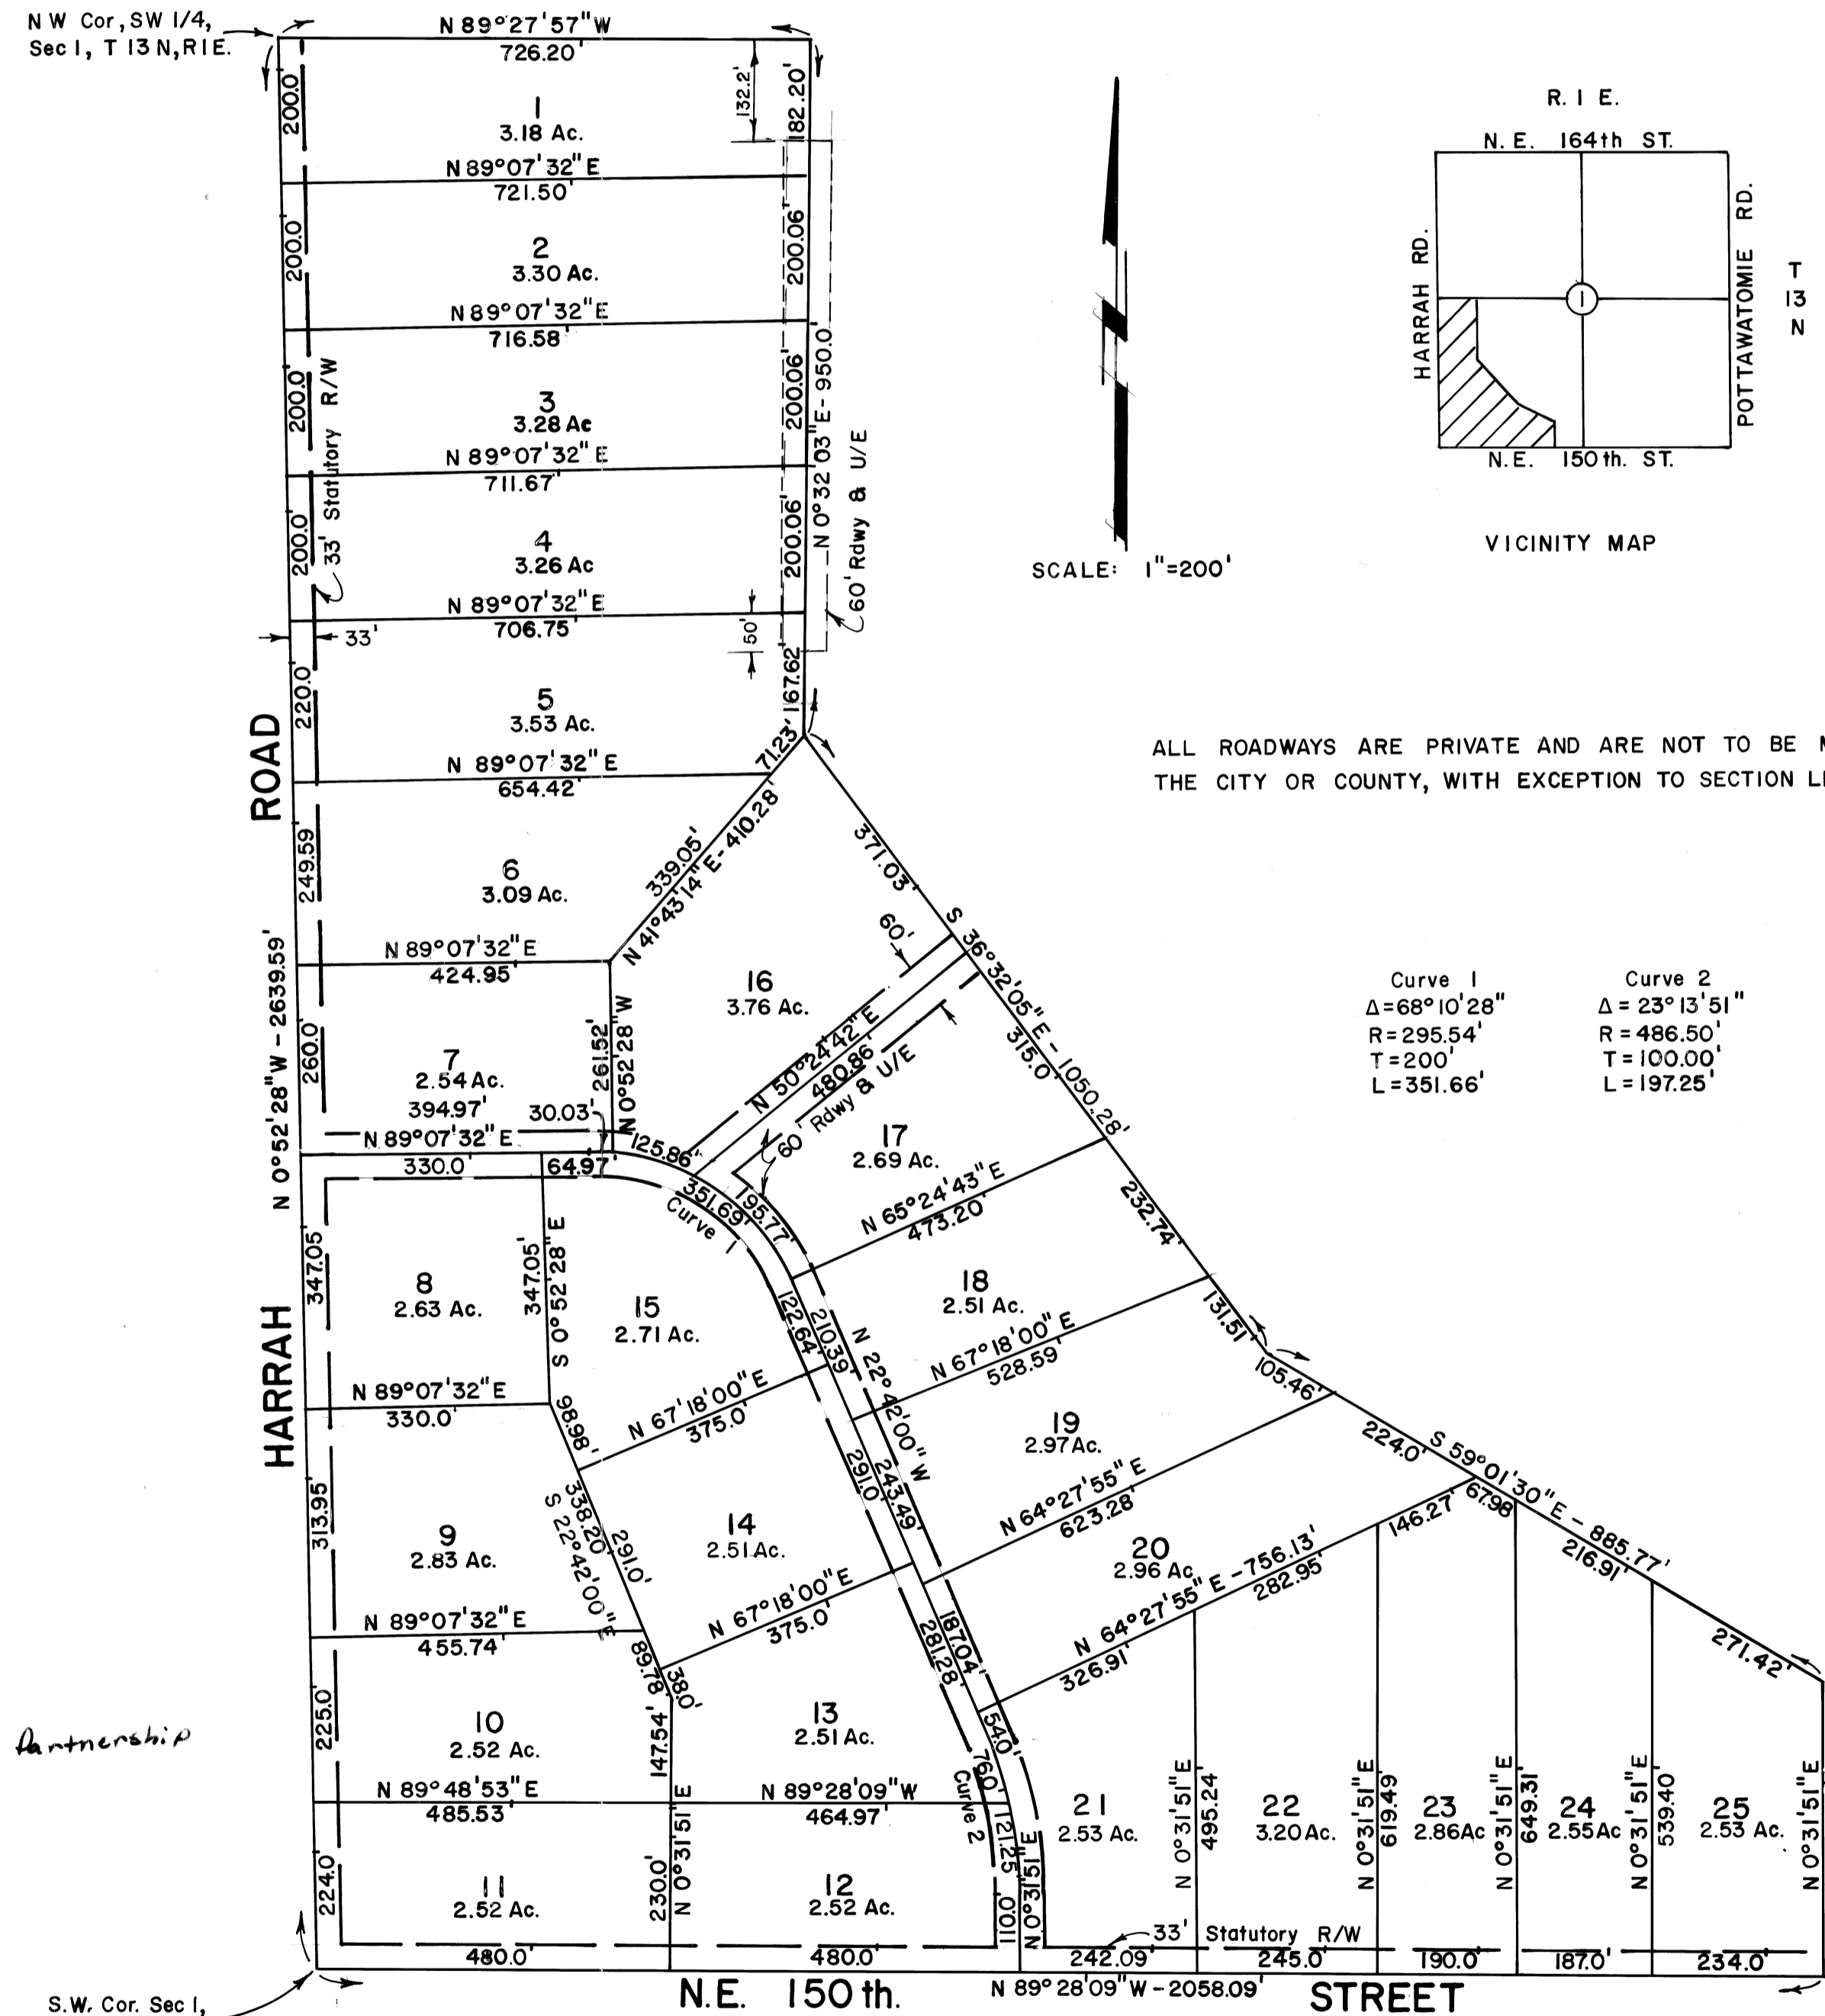 N W Cor, SW 1/4,
Sec 1, T 13 N, R1E.
N 89°27'57" W
726.20'
200.0'
132.2'
182.20'
1
3.18 Ac.
N 89°07'32" E
721.50'
200.0'
2
3.30 Ac.
200.06'
N 89°07'32" E
716.58'
200.0'
33' Statutory R/W
3
3.28 Ac
200.06'
N 0°32'03" E - 950.0'
60' Rdwy & U/E
N 89°07'32" E
711.67'
200.0'
4
3.26 Ac
200.06'
N 89°07'32" E
706.75'
33'
50'
220.0'
5
3.53 Ac.
167.62'
71.23'
N 89°07'32" E
654.42'
249.59'
6
3.09 Ac.
339.05'
N 41°43'14" E - 410.28'
N 89°07'32" E
424.95'
N 0°52'28" W - 2639.59'
260.0'
7
2.54 Ac.
394.97'
30.03'
261.52'
N 0°52'28" W
N 89°07'32" E
330.0'
64.97'
125.86'
HARRAH ROAD
R. 1 E.
N. E. 164th ST.
HARRAH RD.
1
POTTAWATOMIE RD.
T
13
N
N.E. 150th. ST.
VICINITY MAP
SCALE: 1"=200'
ALL ROADWAYS ARE PRIVATE AND ARE NOT TO BE
THE CITY OR COUNTY, WITH EXCEPTION TO SECTION
Curve 1
Δ=68°10'28"
R=295.54'
T=200'
L=351.66'
Curve 2
Δ = 23°13'51"
R = 486.50'
T = 100.00'
L = 197.25'
371.03'
S 36°32'05" E - 1050.28'
60'
16
3.76 Ac.
N 50°24'42" E
480.86'
60' Rdwy & U/E
315.0'
17
2.69 Ac.
195.77'
351.69'
Curve 1
N 65°24'43" E
473.20'
232.74'
347.05'
8
2.63 Ac.
347.05'
S 0°52'28" E
15
2.71 Ac.
122.64'
210.39'
N 22°42'00" W
18
2.51 Ac.
N 67°18'00" E
528.59'
131.51'
105.46'
N 89°07'32" E
330.0'
98.98'
N 67'18'00" E
375.0'
19
2.97 Ac.
N 64°27'55" E
623.28'
224.0'
S 59°01'30" E - 885.77'
313.95'
9
2.83 Ac.
338.20'
S 22°42'00" E
291.0'
14
2.51 Ac.
291.0'
243.49'
20
2.96 Ac
N 64°27'55" E - 756.13'
326.91'
282.95'
146.27'
67.98
216.91'
271.42'
N 89°07'32" E
455.74'
89.78'
38.0'
N 67°18'00" E
375.0'
281.28'
187.04'
Partnership
225.0'
10
2.52 Ac.
147.54'
13
2.51 Ac.
54.0'
76.0'
Curve 2
N 89°48'53" E
485.53'
N 89°28'09" W
464.97'
121.25
224.0'
11
2.52 Ac.
230.0'
N 0°31'51" E
12
2.52 Ac.
110.0'
N 0°31'51" E
21
2.53 Ac.
N 0°31'51" E
495.24'
22
3.20 Ac.
N 0°31'51" E
619.49
23
2.86 Ac
N 0°31'51" E
649.31'
24
2.55 Ac
N 0°31'51" E
539.40'
25
2.53 Ac.
N 0°31'51" E
33' Statutory R/W
480.0'
480.0'
242.09'
245.0'
190.0'
187.0'
234.0'
N.E. 150 th. STREET
N 89°28'09" W - 2058.09'
S.W. Cor. Sec 1,